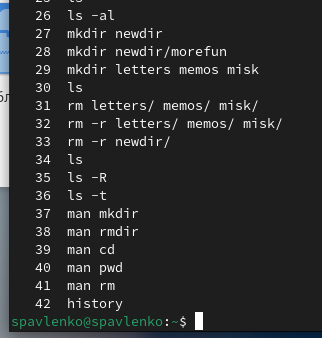 26 ls -al
27 mkdir newdir
28 mkdir newdir/morefun
29 mkdir letters memos misk
30 ls
31 rm letters/ memos/ misk/
32 rm -r letters/ memos/ misk/
33 rm -r newdir/
34 ls
35 ls -R
36 ls -t
37 man mkdir
38 man rmdir
39 man cd
40 man pwd
41 man rm
42 history
spavlenko@spavlenko:~$